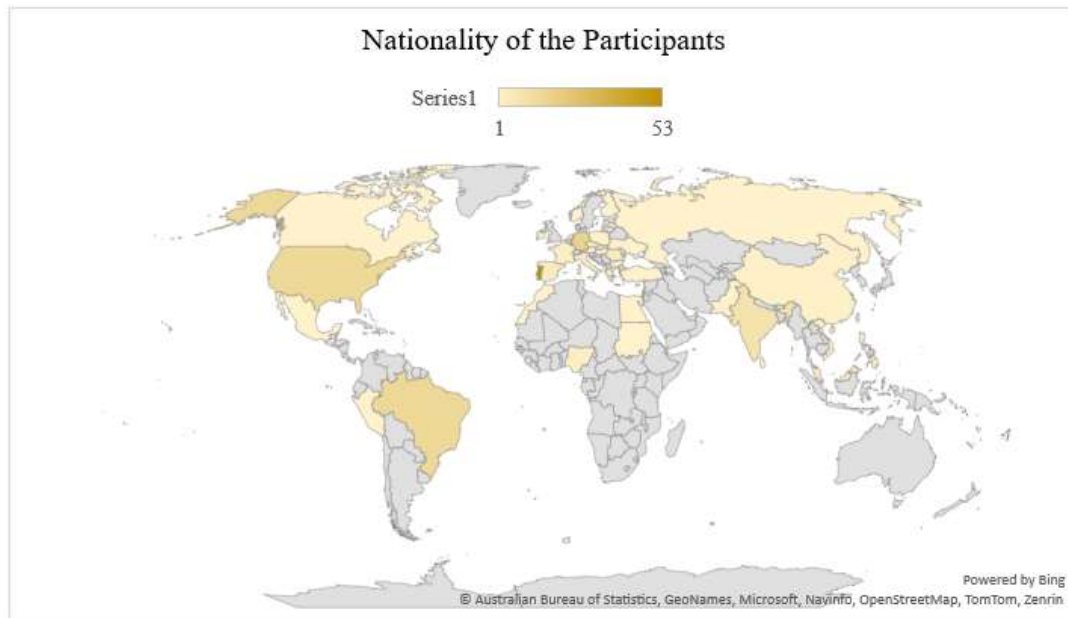 Nationality of the Participants
Series1
1 53
Powered by Bing
© Australian Bureau of Statistics, GeoNames, Microsoft, Navinfo, OpenStreetMap, TomTom, Zenrin